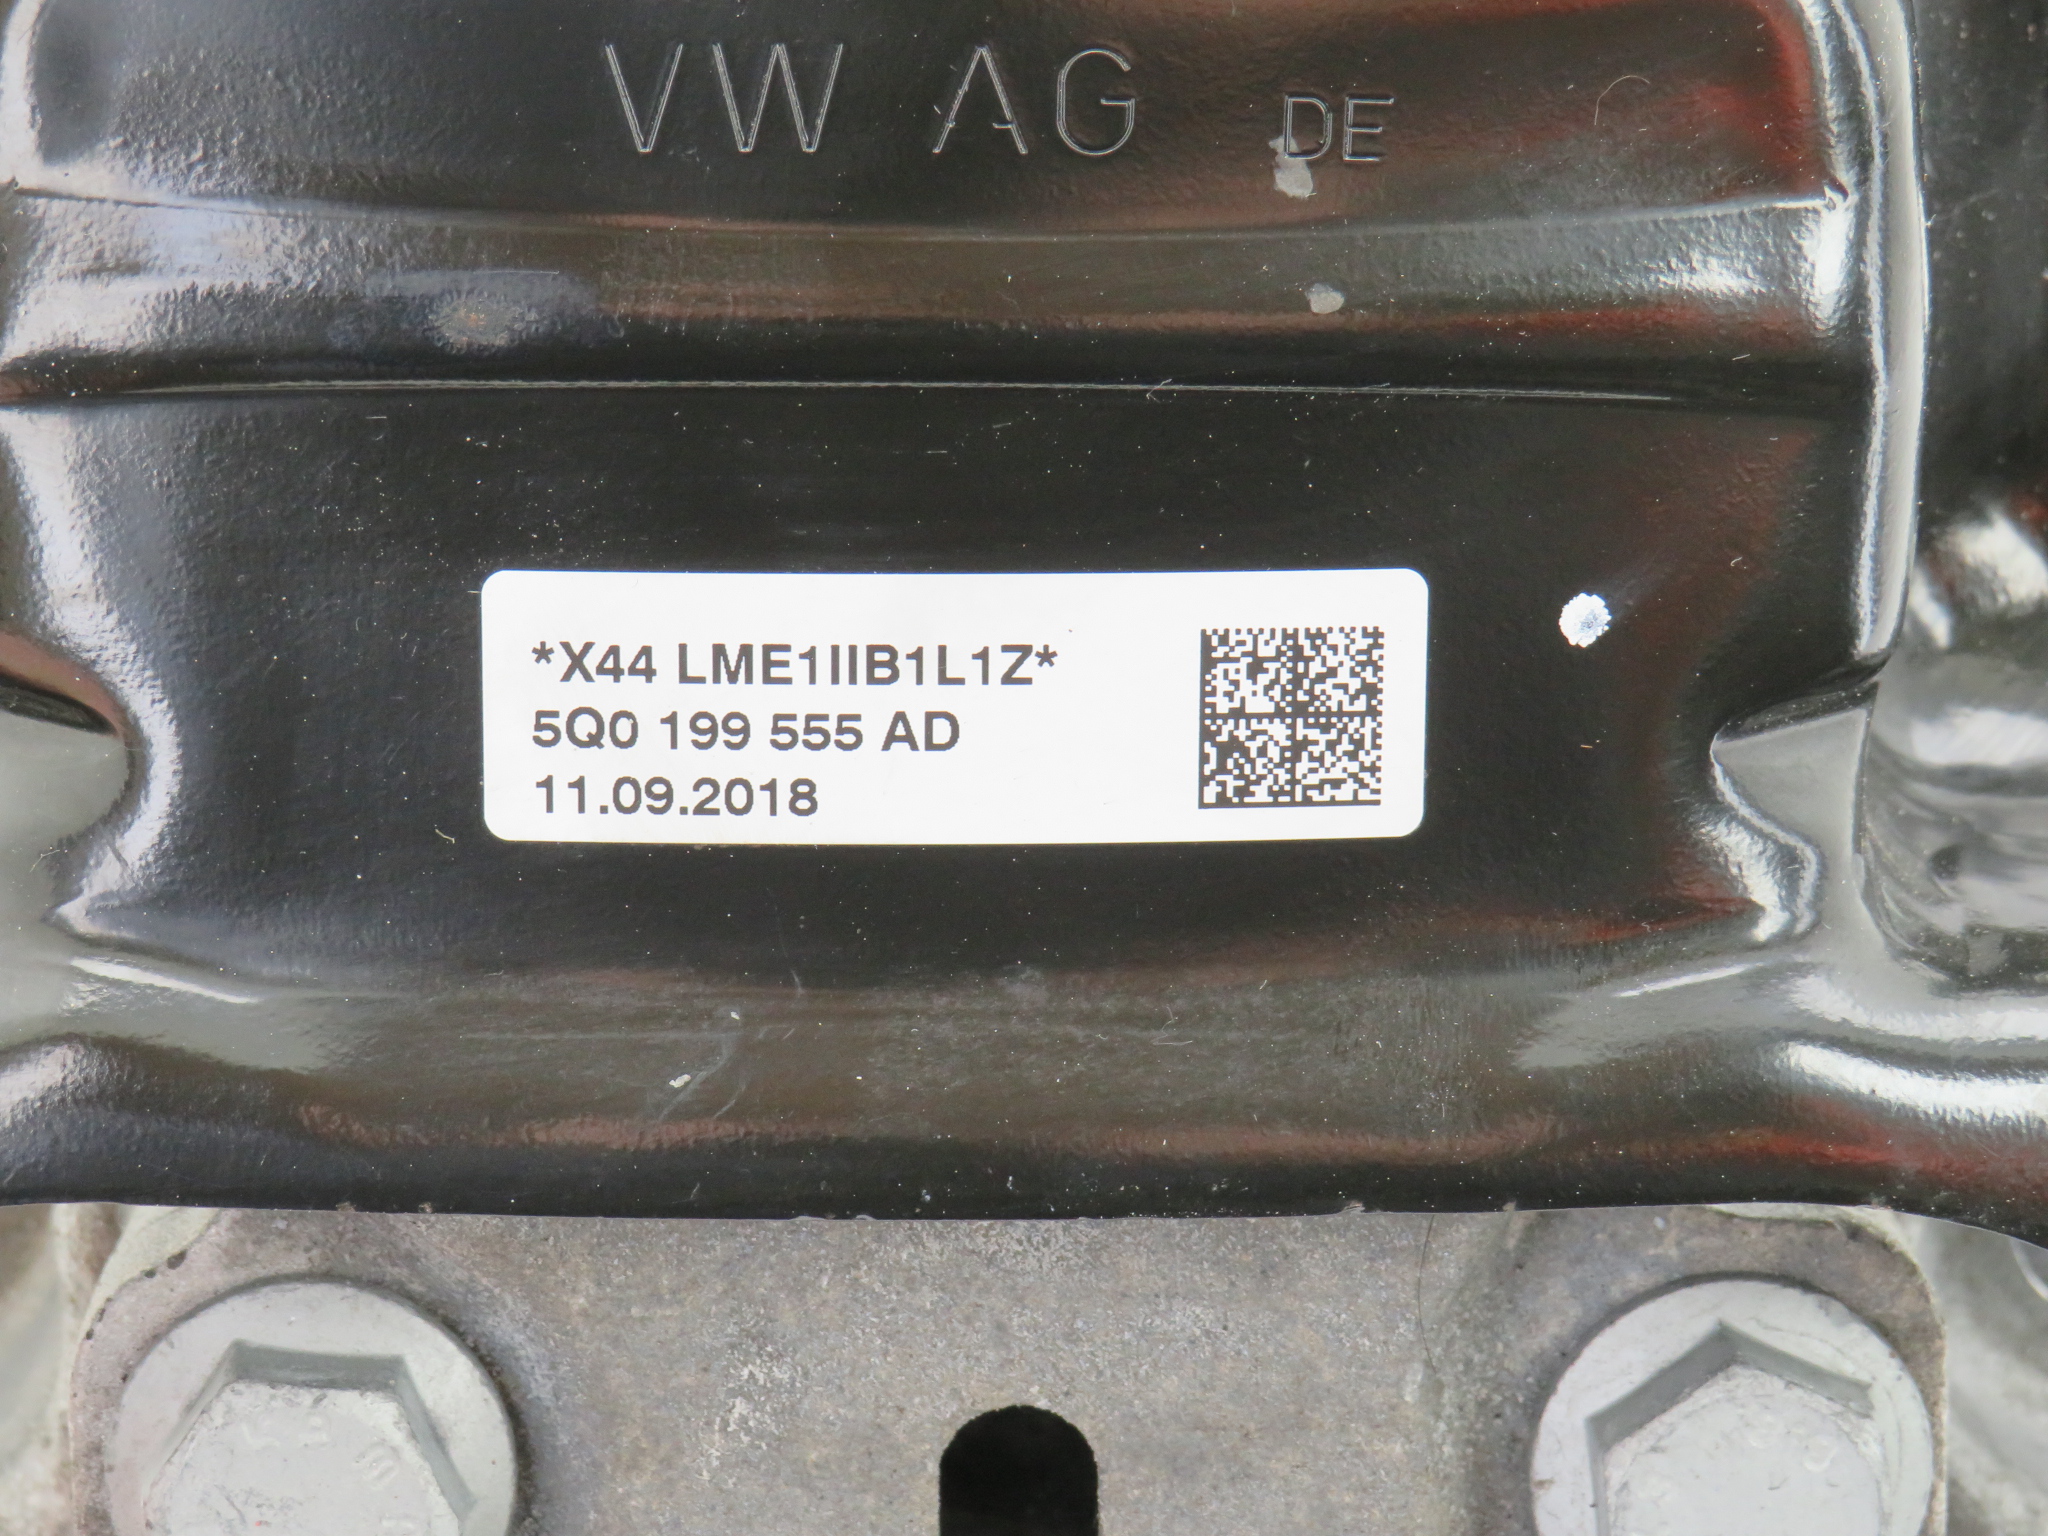 VW AG DE
*X44 LME1IIB1L1Z*
5Q0 199 555 AD
11.09.2018